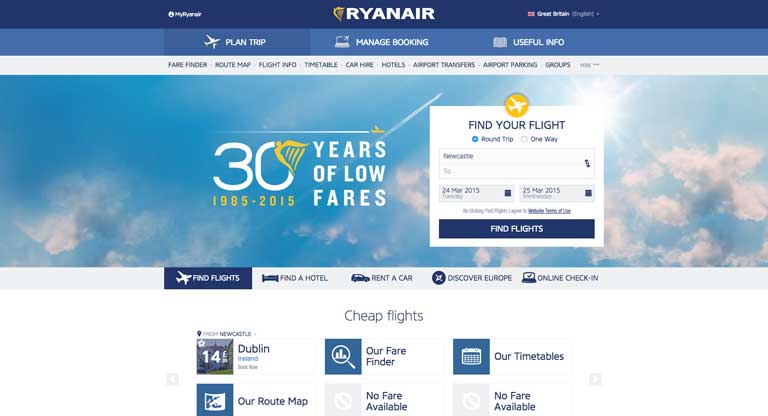 MyRyanair
RYANAIR
Great Britain (English)
PLAN TRIP
MANAGE BOOKING
USEFUL INFO
FARE FINDER ROUTE MAP FLIGHT INFO TIMETABLE CAR HIRE HOTELS AIRPORT TRANSFERS AIRPORT PARKING GROUPS MORE
30 YEARS
OF LOW
1985-2015 FARES
FIND YOUR FLIGHT
Round Trip One Way
Newcastle
To
24 Mar 2015 25 Mar 2015
Tuesday Wednesday
By clicking Find Flights I agree to Website Terms of Use
FIND FLIGHTS
FIND FLIGHTS FIND A HOTEL RENT A CAR DISCOVER EUROPE ONLINE CHECK-IN
Cheap flights
FROM NEWCASTLE
14 £
Dublin
Ireland
Book Now
Our Fare
Finder
Our Timetables
Our Route Map
No Fare
Available
No Fare
Available